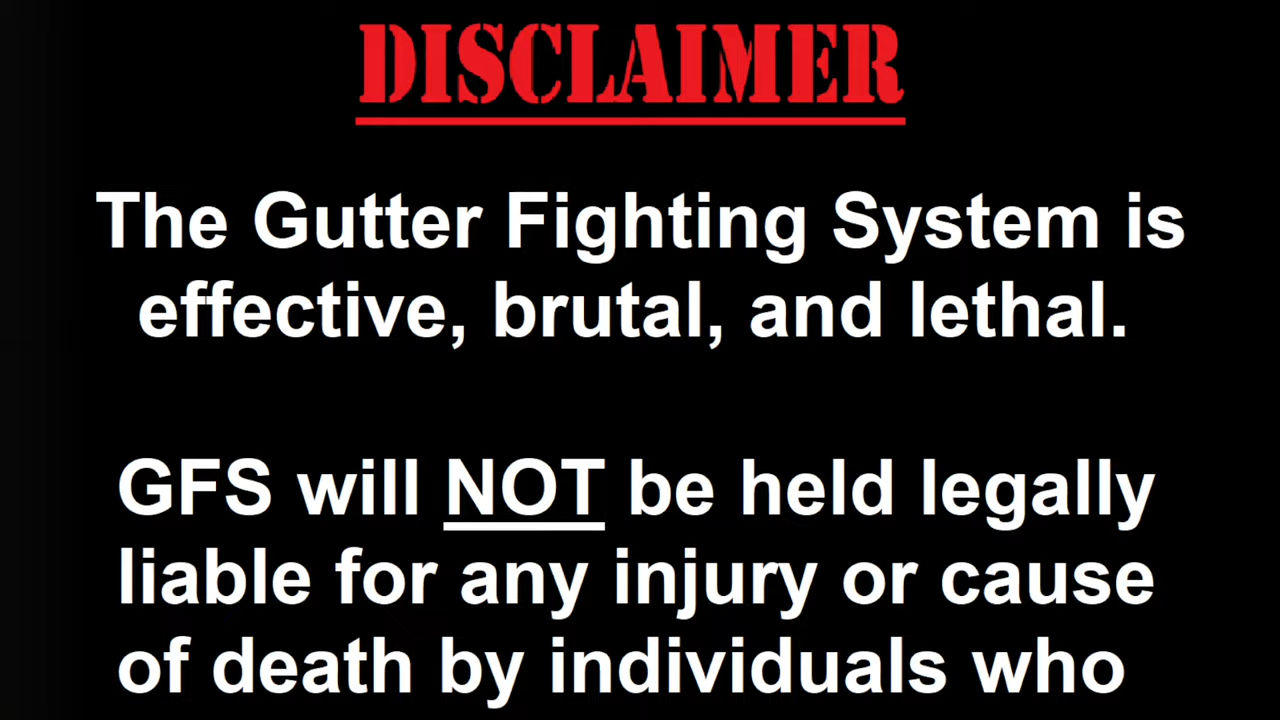 DISCLAIMER
The Gutter Fighting System is
effective, brutal, and lethal.
GFS will NOT be held legally
liable for any injury or cause
of death by individuals who